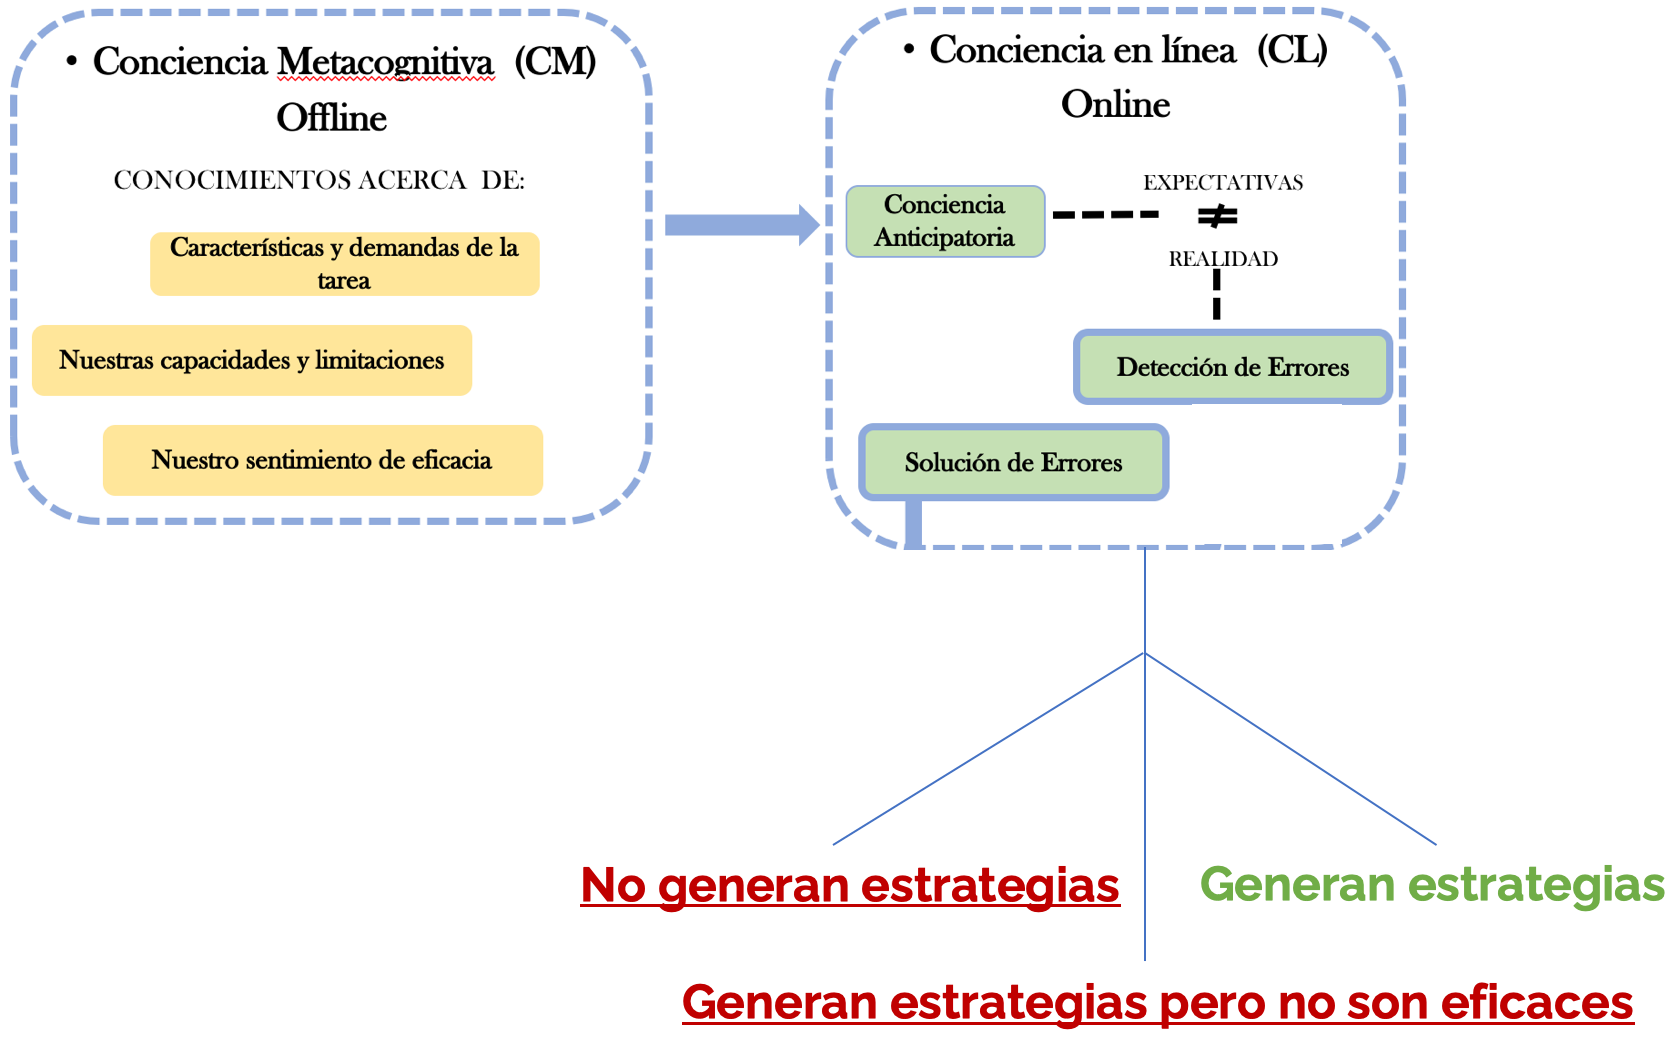 • Conciencia Metacognitiva (CM)
Offline
CONOCIMIENTOS ACERCA DE:
Características y demandas de la
tarea
Nuestras capacidades y limitaciones
Nuestro sentimiento de eficacia
• Conciencia en línea (CL)
Online
Conciencia
Anticipatoria
EXPECTATIVAS
≠
REALIDAD
Detección de Errores
Solución de Errores
No generan estrategias
Generan estrategias
Generan estrategias pero no son eficaces